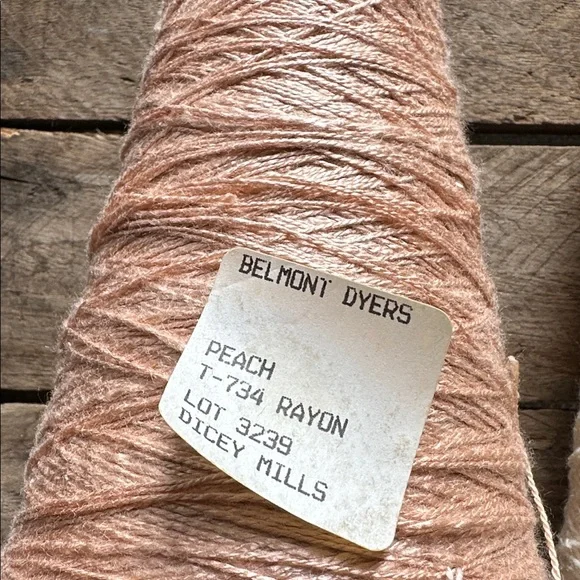 BELMONT DYERS
PEACH
T-734 RAYON
LOT 3239
DICEY MILLS